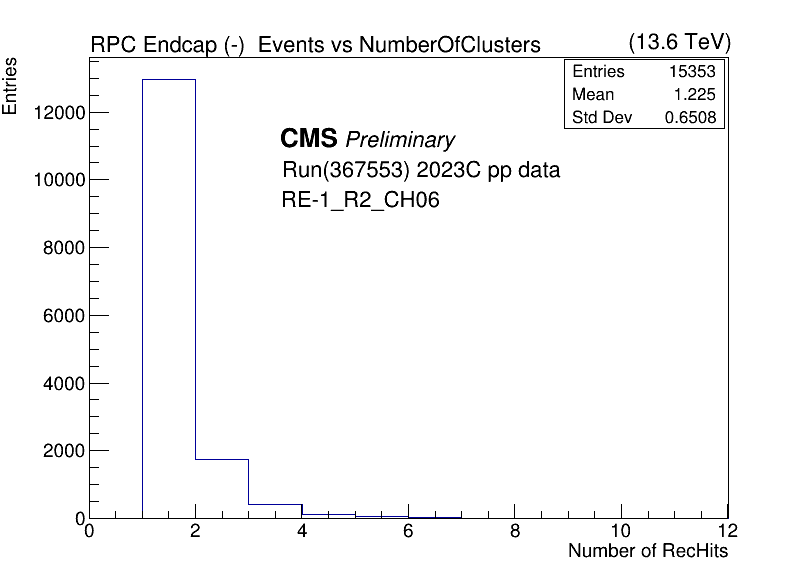 RPC Endcap (-)  Events vs NumberOfClusters
(13.6 TeV)
Entries
Entries 15353
Mean 1.225
Std Dev 0.6508
CMS Preliminary
Run(367553) 2023C pp data
RE-1_R2_CH06
12000
10000
8000
6000
4000
2000
0
0 2 4 6 8 10 12
Number of RecHits